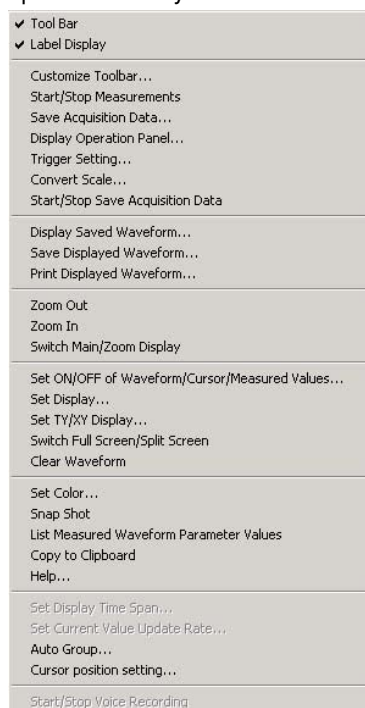 Tool Bar
Label Display
Customize Toolbar...
Start/Stop Measurements
Save Acquisition Data...
Display Operation Panel...
Trigger Setting...
Convert Scale...
Start/Stop Save Acquisition Data
Display Saved Waveform...
Save Displayed Waveform...
Print Displayed Waveform...
Zoom Out
Zoom In
Switch Main/Zoom Display
Set ON/OFF of Waveform/Cursor/Measured Values...
Set Display...
Set TY/XY Display...
Switch Full Screen/Split Screen
Clear Waveform
Set Color...
Snap Shot
List Measured Waveform Parameter Values
Copy to Clipboard
Help...
Set Display Time Span...
Set Current Value Update Rate...
Auto Group...
Cursor position setting...
Start/Stop Voice Recording